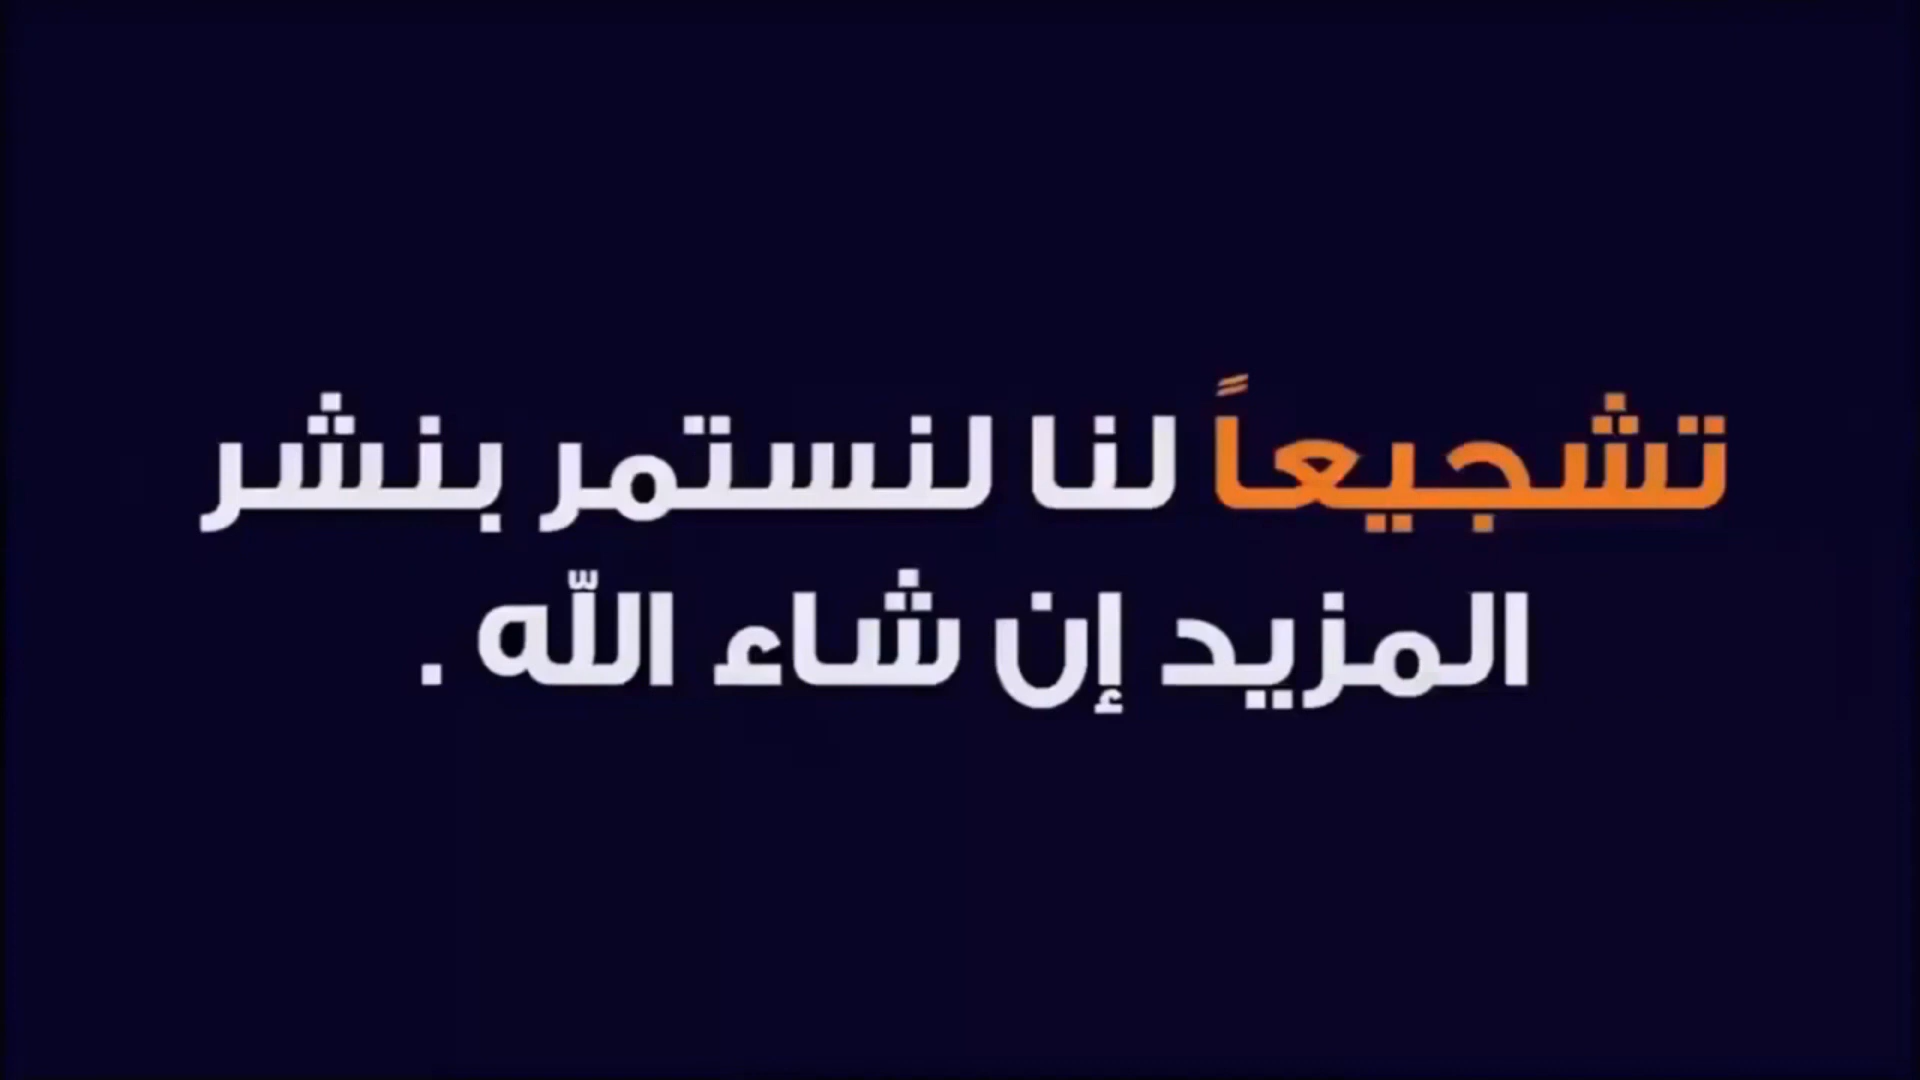 تشجيعاً لنا لنستمر بنشر
المزيد إن شاء اللّه .